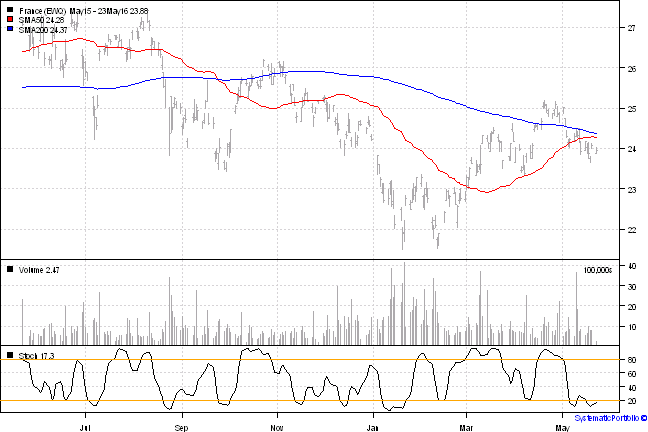 France (EWQ) May15 - 23May16 23.88
SMA50 24.28
SMA200 24.37
27
26
25
24
23
22
Volume 2.47
100,000s
40
30
20
10
Stoch 17.3
80
60
40
20
Jul Sep Nov Jan Mar May
SystematicPortfolio ©